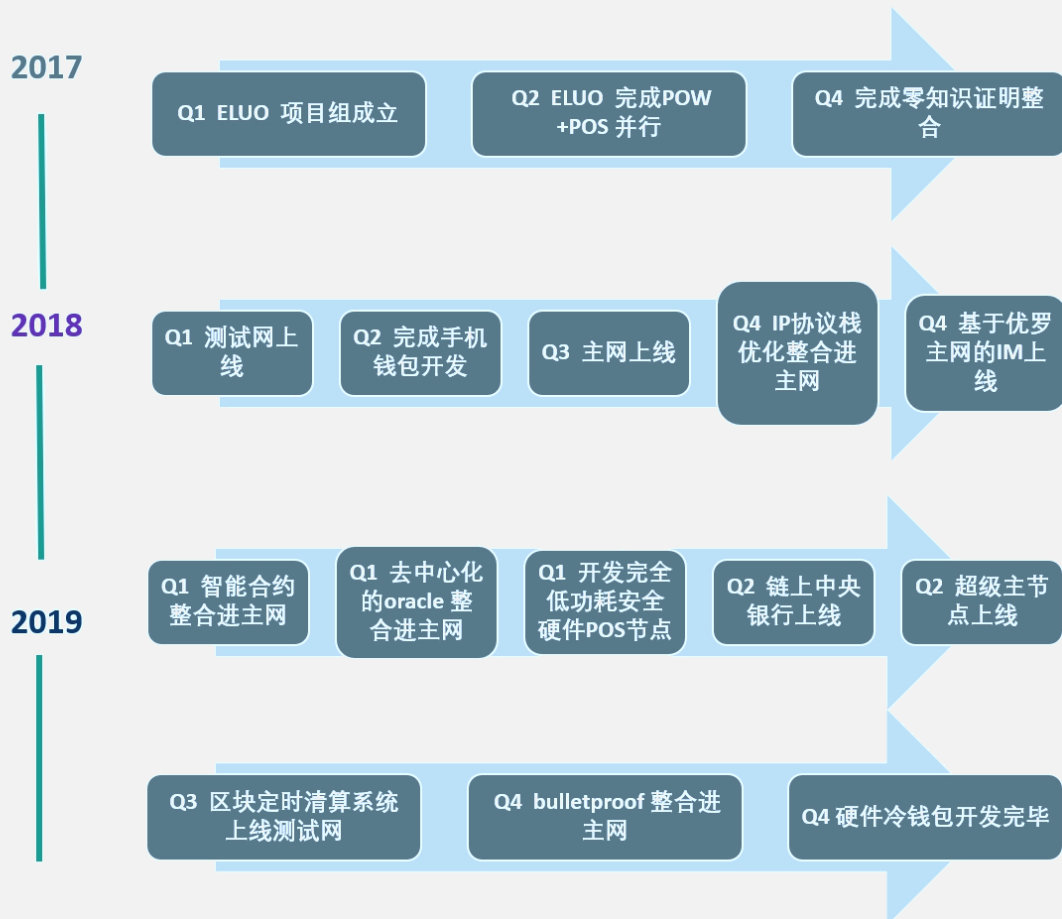 2017
Q1 ELUO 项目组成立
Q2 ELUO 完成POW
+POS 并行
Q4 完成零知识证明整
合
2018
Q1 测试网上
线
Q2 完成手机
钱包开发
Q3 主网上线
Q4 IP协议栈
优化整合进
主网
Q4 基于优罗
主网的IM上
线
2019
Q1 智能合约
整合进主网
Q1 去中心化
的oracle 整
合进主网
Q1 开发完全
低功耗安全
硬件POS节点
Q2 链上中央
银行上线
Q2 超级主节
点上线
Q3 区块定时清算系统
上线测试网
Q4 bulletproof 整合进
主网
Q4 硬件冷钱包开发完毕